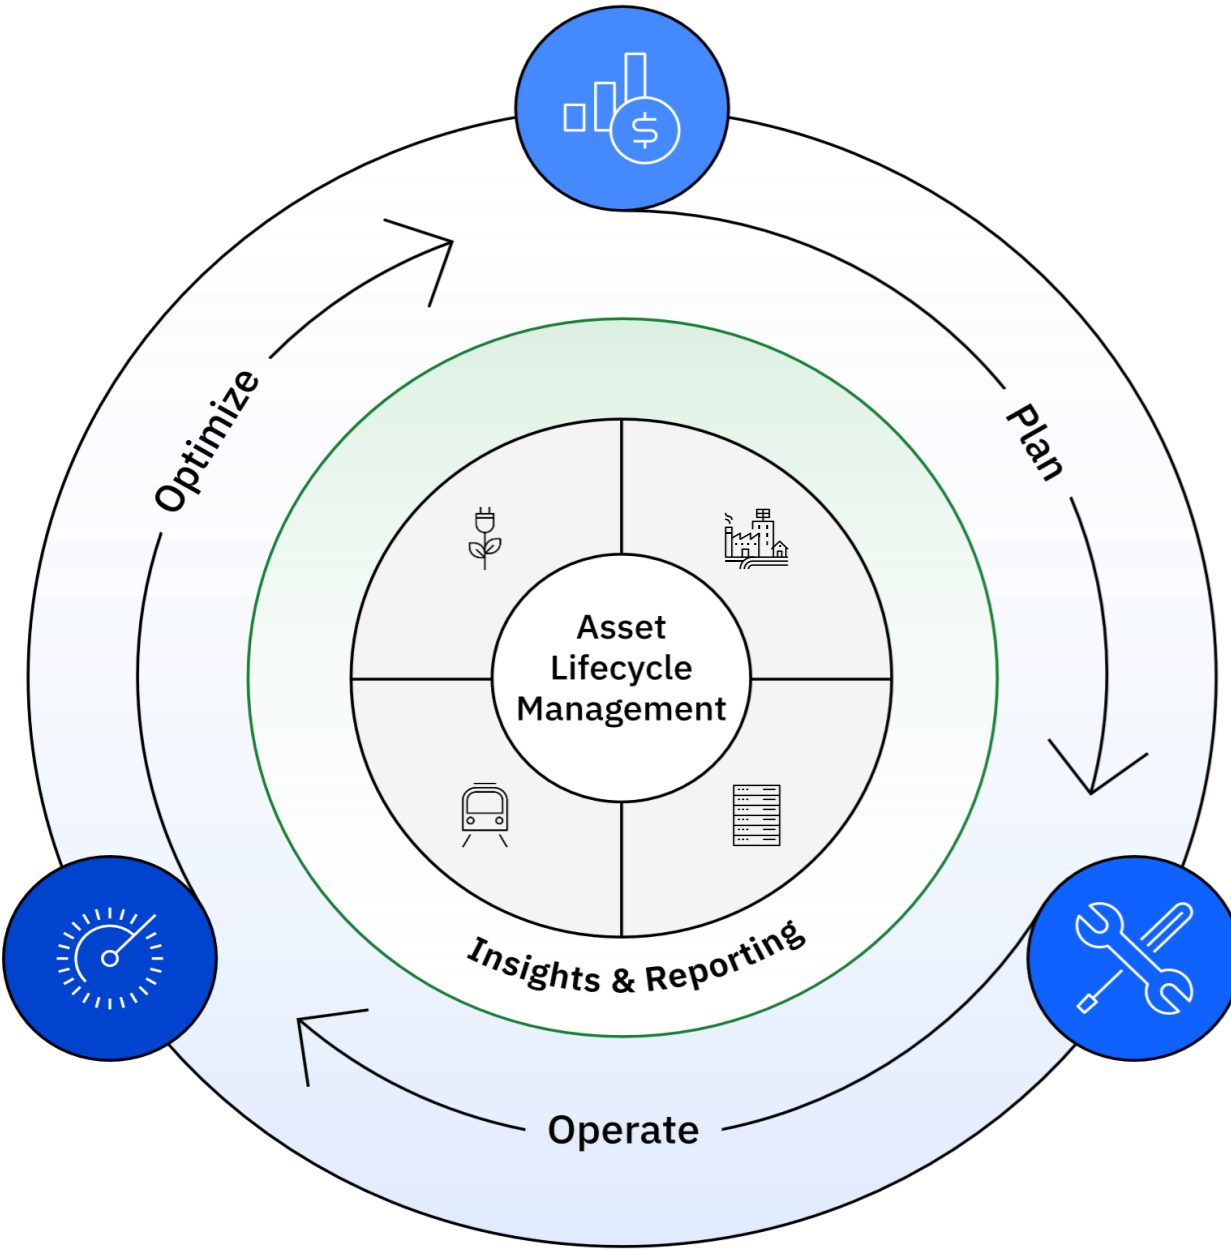 $
Optimize
Plan
Asset
Lifecycle
Management
Insights & Reporting
Operate